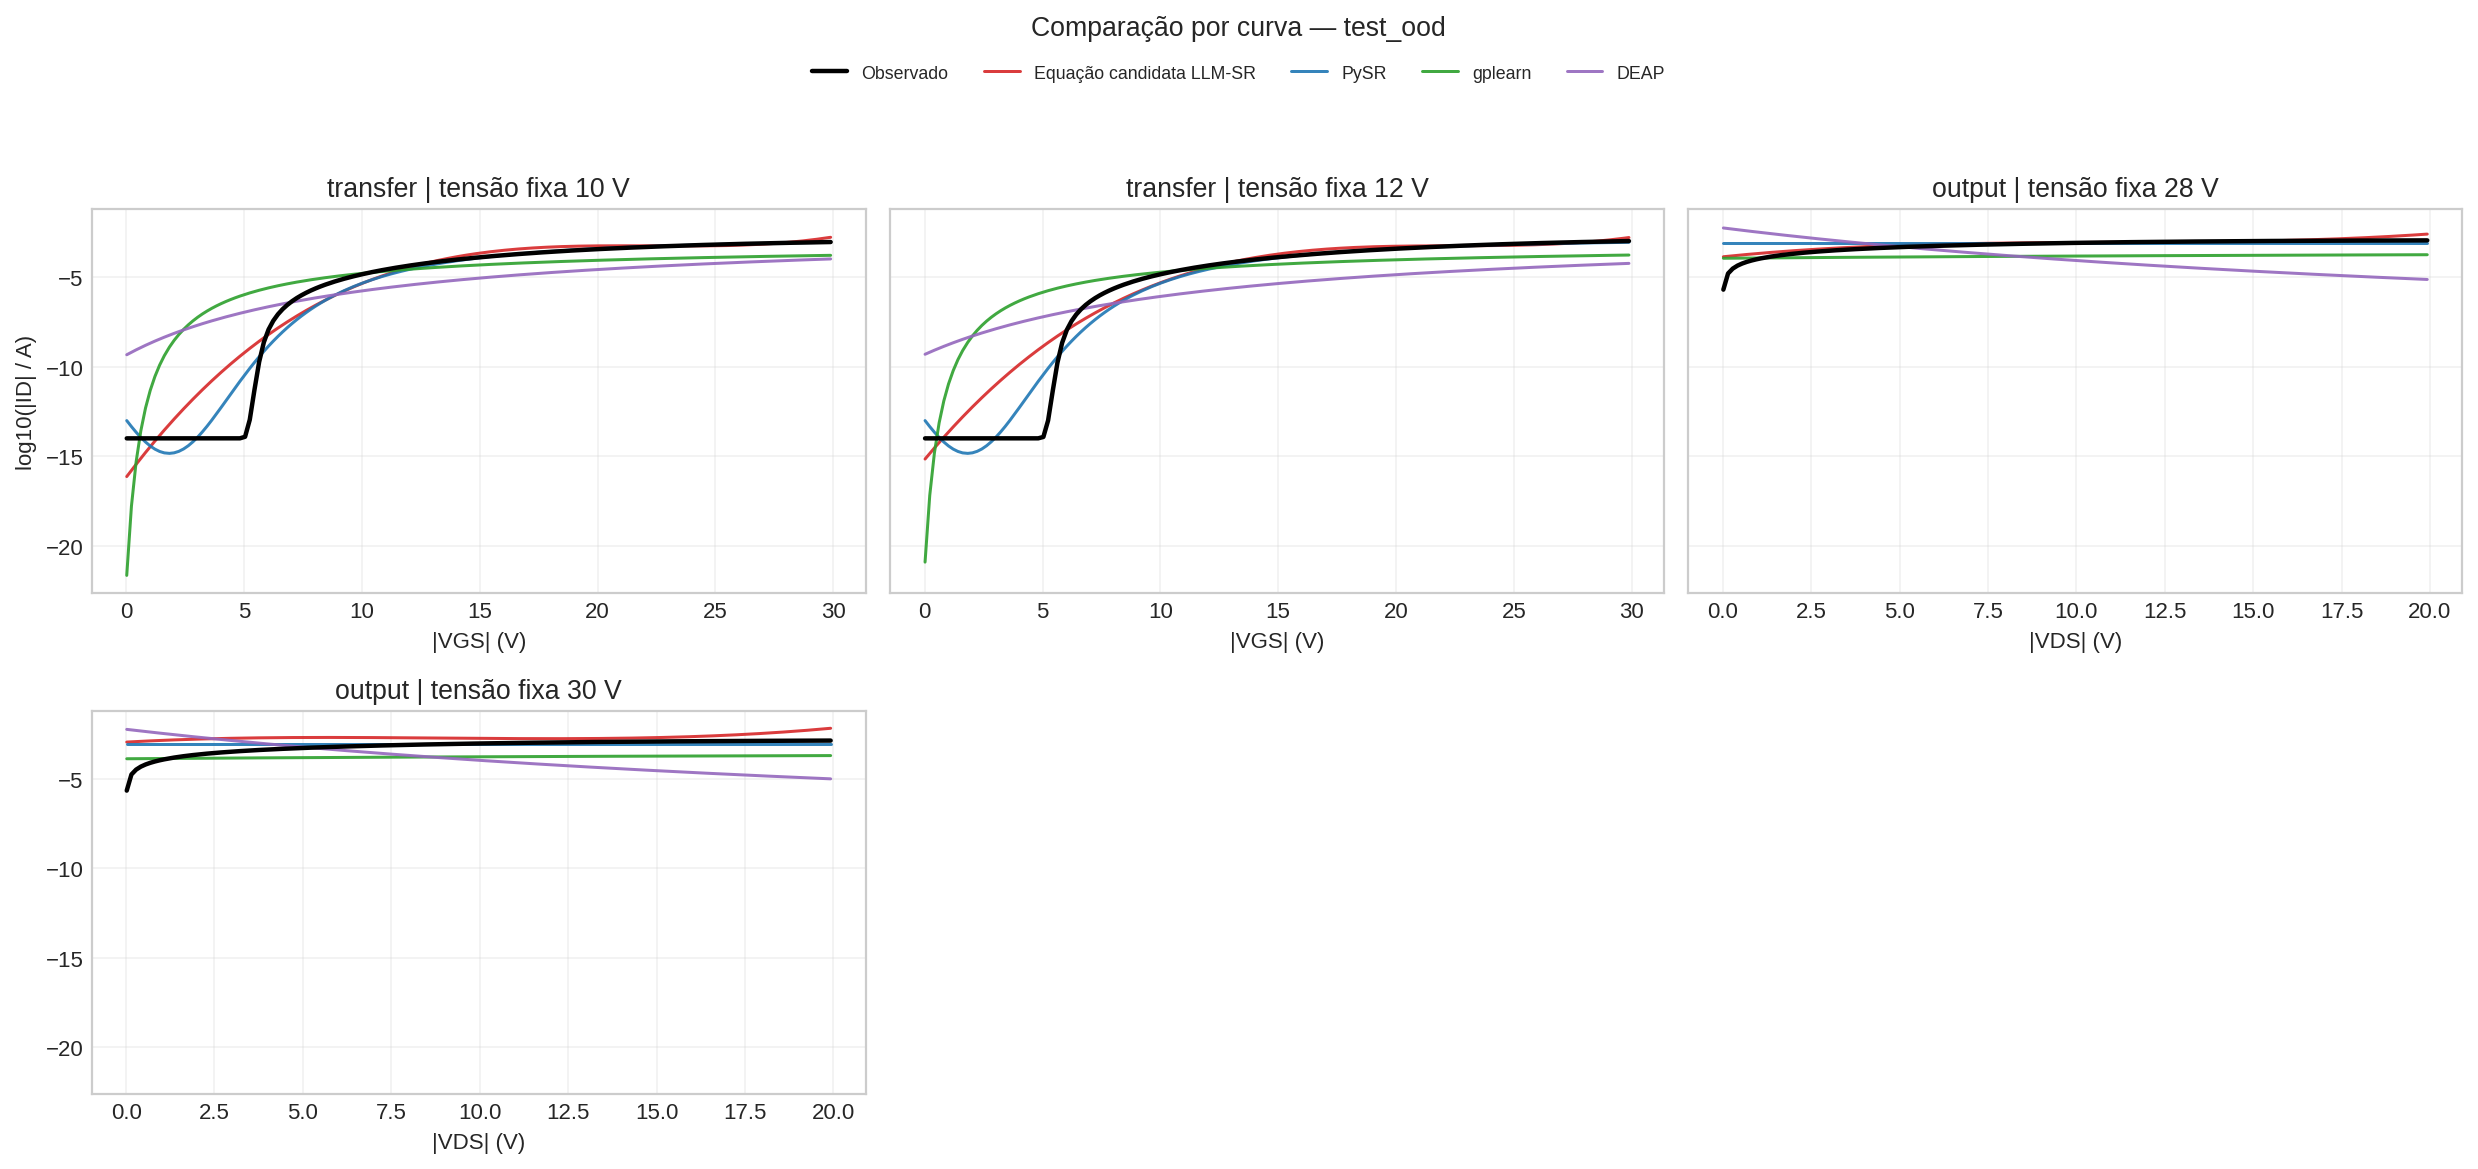 Comparação por curva — test_ood
Observado Equação candidata LLM-SR PySR gplearn DEAP
transfer | tensão fixa 10 V
transfer | tensão fixa 12 V
output | tensão fixa 28 V
log10(|ID| / A)
−5
−10
−15
−20
0 5 10 15 20 25 30
0 5 10 15 20 25 30
0.0 2.5 5.0 7.5 10.0 12.5 15.0 17.5 20.0
|VGS| (V)
|VGS| (V)
|VDS| (V)
output | tensão fixa 30 V
−5
−10
−15
−20
0.0 2.5 5.0 7.5 10.0 12.5 15.0 17.5 20.0
|VDS| (V)